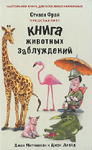 Стивен Фрай
представляет
Книга
животных
заблуждений
Джон Митчинсон и Джон Ллойд